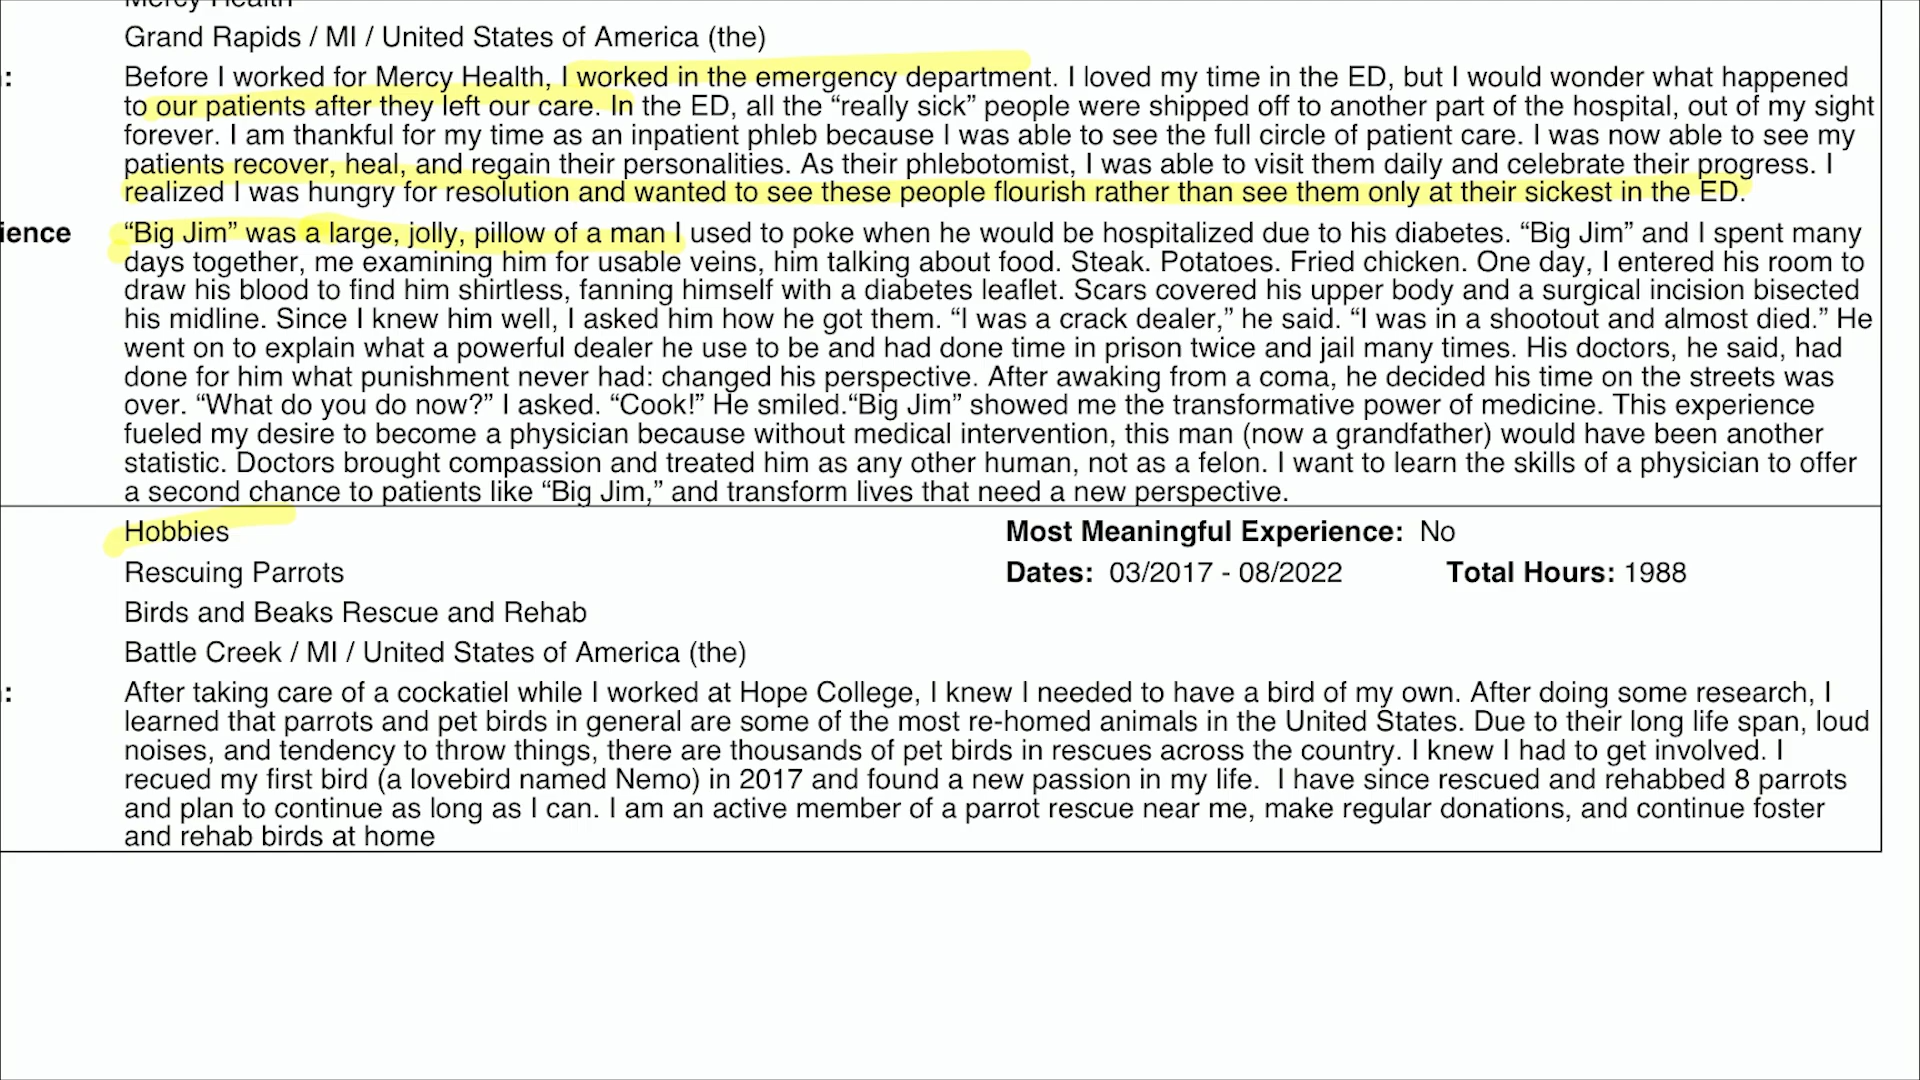 Mercy Health
Grand Rapids / MI / United States of America (the)
: Before I worked for Mercy Health, I worked in the emergency department. I loved my time in the ED, but I would wonder what happened
to our patients after they left our care. In the ED, all the “really sick” people were shipped off to another part of the hospital, out of my sight
forever. I am thankful for my time as an inpatient phleb because I was able to see the full circle of patient care. I was now able to see my
patients recover, heal, and regain their personalities. As their phlebotomist, I was able to visit them daily and celebrate their progress. I
realized I was hungry for resolution and wanted to see these people flourish rather than see them only at their sickest in the ED.
ience “Big Jim” was a large, jolly, pillow of a man I used to poke when he would be hospitalized due to his diabetes. “Big Jim” and I spent many
days together, me examining him for usable veins, him talking about food. Steak. Potatoes. Fried chicken. One day, I entered his room to
draw his blood to find him shirtless, fanning himself with a diabetes leaflet. Scars covered his upper body and a surgical incision bisected
his midline. Since I knew him well, I asked him how he got them. “I was a crack dealer,” he said. “I was in a shootout and almost died.” He
went on to explain what a powerful dealer he use to be and had done time in prison twice and jail many times. His doctors, he said, had
done for him what punishment never had: changed his perspective. After awaking from a coma, he decided his time on the streets was
over. “What do you do now?” I asked. “Cook!” He smiled.“Big Jim” showed me the transformative power of medicine. This experience
fueled my desire to become a physician because without medical intervention, this man (now a grandfather) would have been another
statistic. Doctors brought compassion and treated him as any other human, not as a felon. I want to learn the skills of a physician to offer
a second chance to patients like “Big Jim,” and transform lives that need a new perspective.
Hobbies Most Meaningful Experience: No
Rescuing Parrots Dates: 03/2017 - 08/2022 Total Hours: 1988
Birds and Beaks Rescue and Rehab
Battle Creek / MI / United States of America (the)
: After taking care of a cockatiel while I worked at Hope College, I knew I needed to have a bird of my own. After doing some research, I
learned that parrots and pet birds in general are some of the most re-homed animals in the United States. Due to their long life span, loud
noises, and tendency to throw things, there are thousands of pet birds in rescues across the country. I knew I had to get involved. I
recued my first bird (a lovebird named Nemo) in 2017 and found a new passion in my life.  I have since rescued and rehabbed 8 parrots
and plan to continue as long as I can. I am an active member of a parrot rescue near me, make regular donations, and continue foster
and rehab birds at home